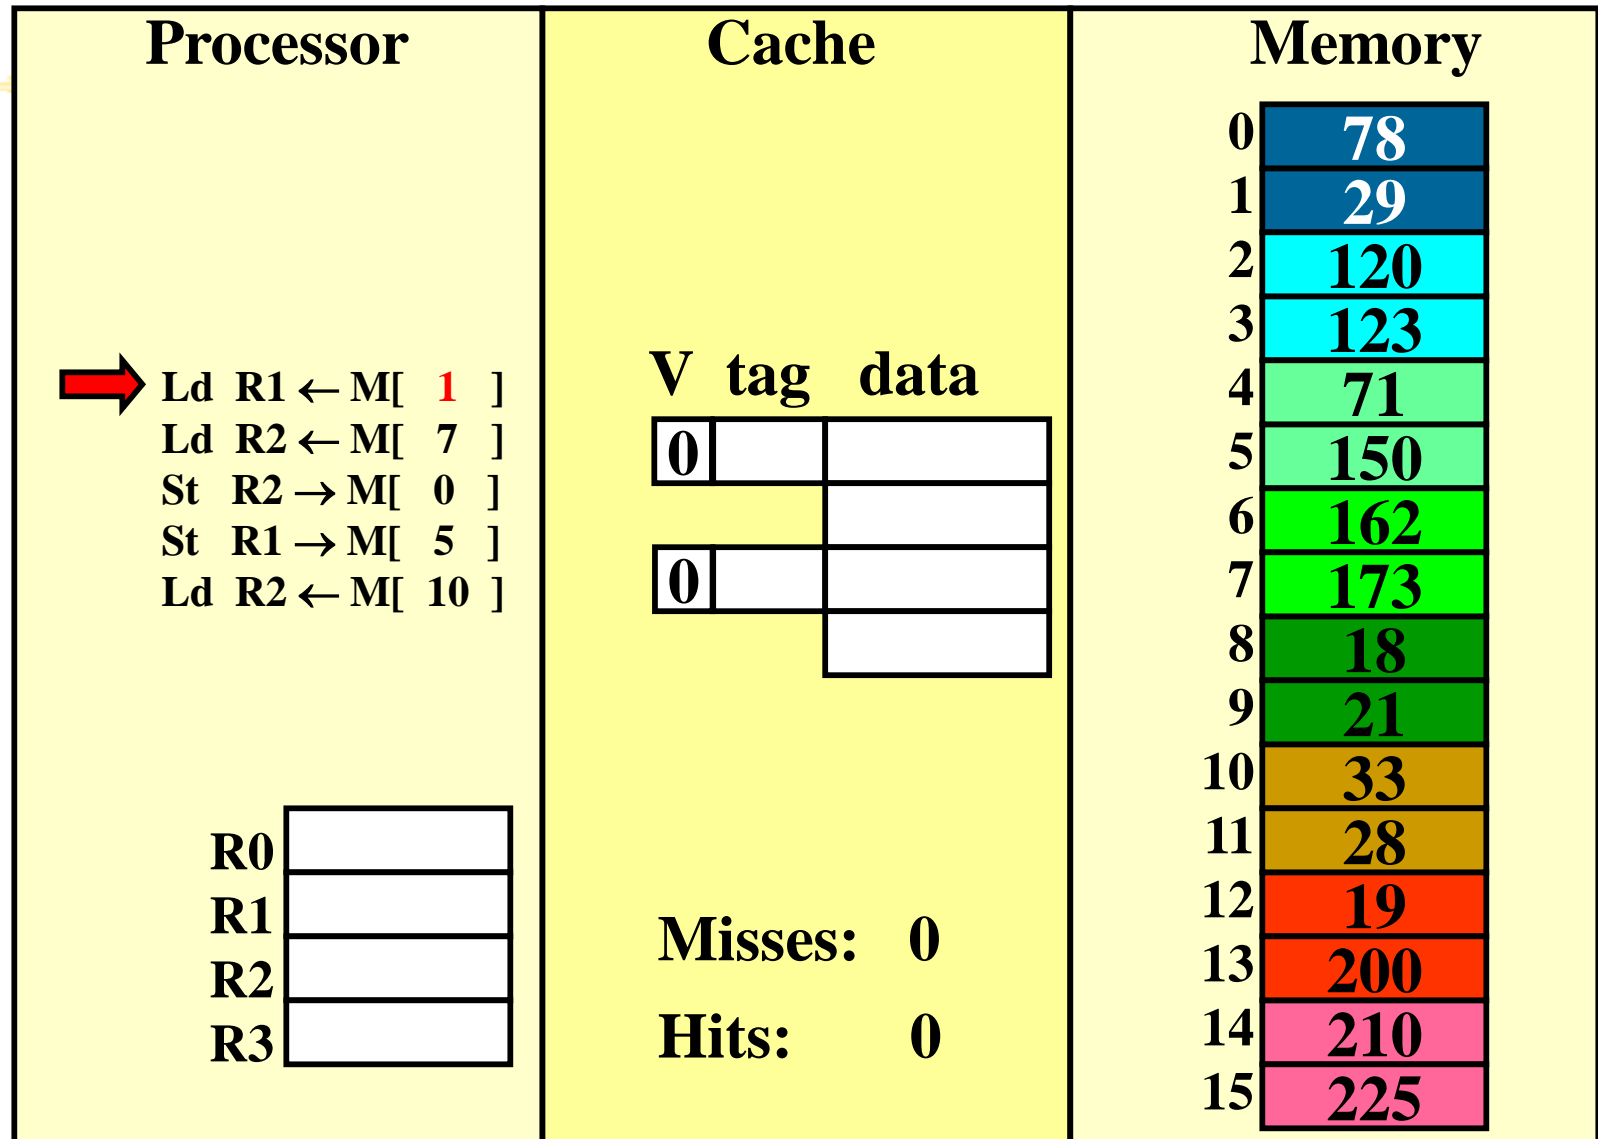 Processor
Ld R1 ← M[ 1 ]
Ld R2 ← M[ 7 ]
St R2 → M[ 0 ]
St R1 → M[ 5 ]
Ld R2 ← M[ 10 ]
R0
R1
R2
R3
Cache
V tag data
0
0
Misses: 0
Hits: 0
Memory
0 78
1 29
2 120
3 123
4 71
5 150
6 162
7 173
8 18
9 21
10 33
11 28
12 19
13 200
14 210
15 225